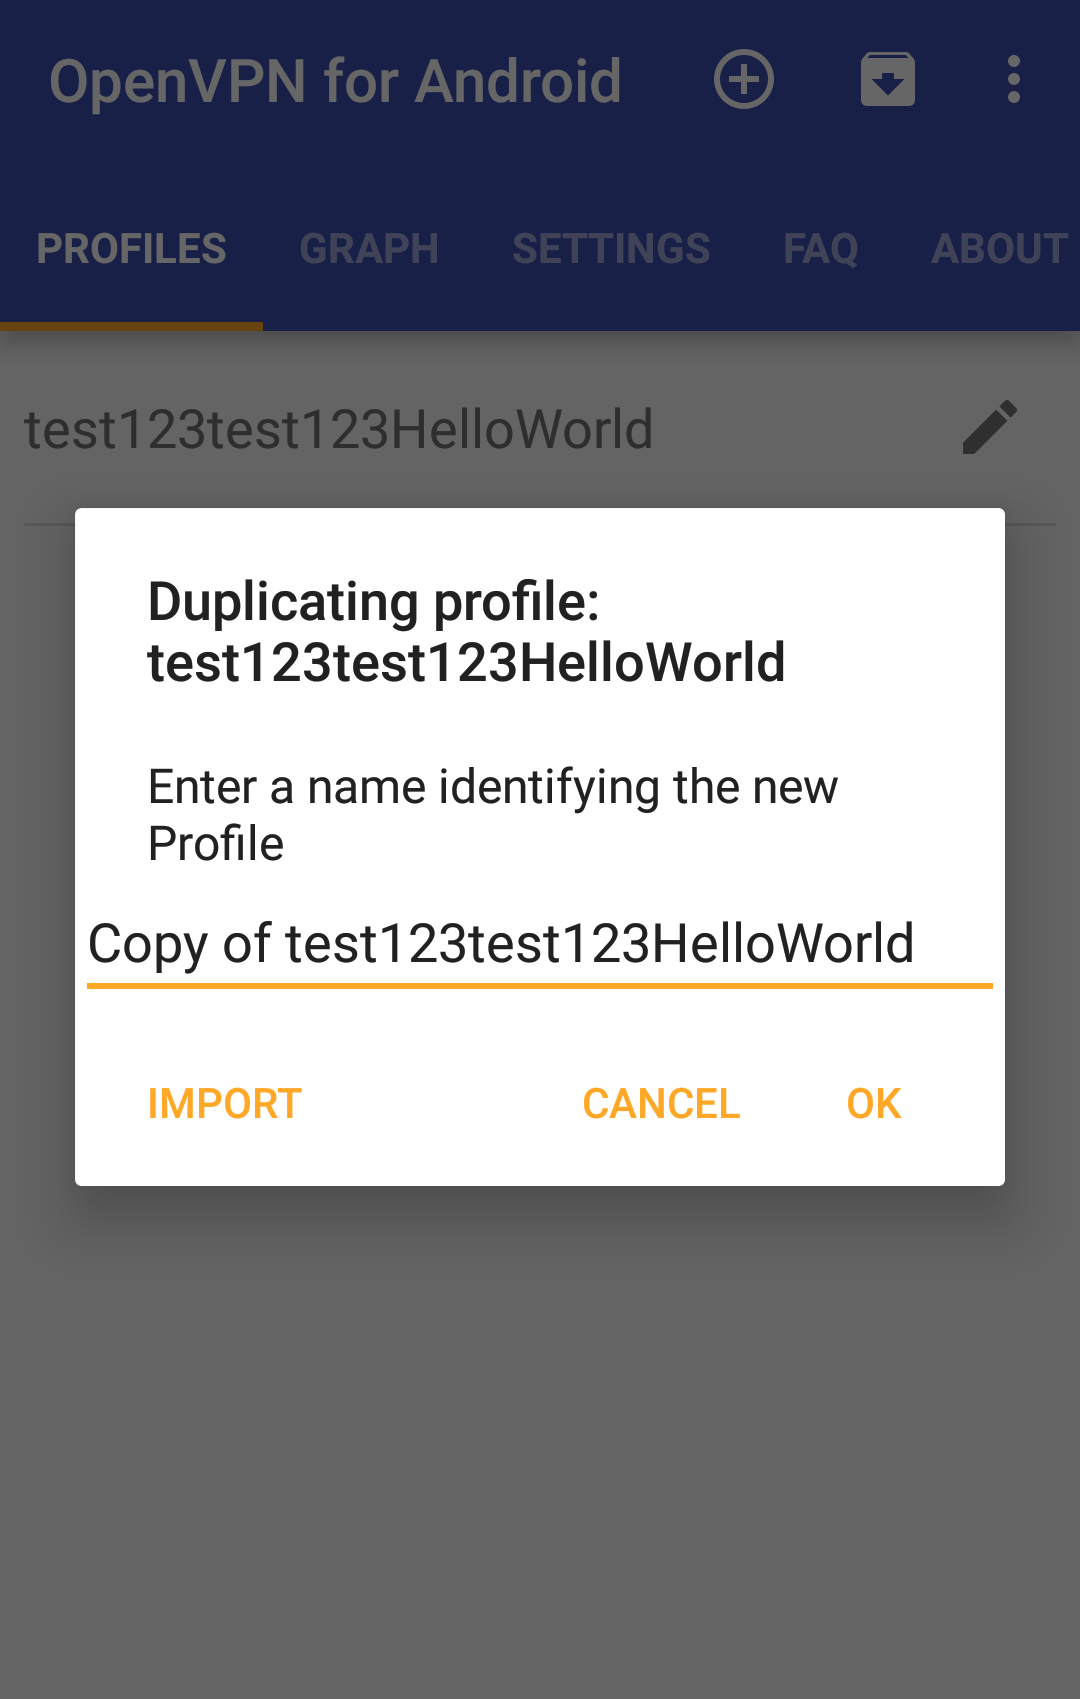 OpenVPN for Android
PROFILES GRAPH SETTINGS FAQ ABOUT
test123test123HelloWorld
Duplicating profile:
test123test123HelloWorld
Enter a name identifying the new
Profile
Copy of test123test123HelloWorld
IMPORT CANCEL OK